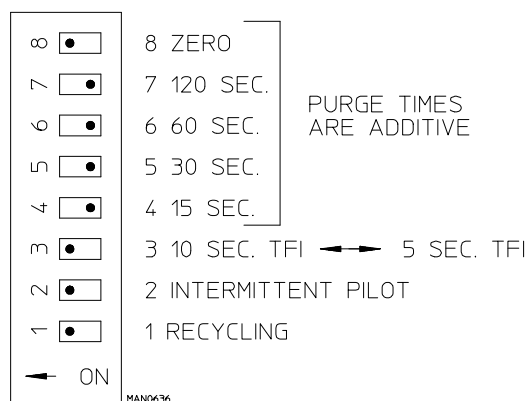 8 8 ZERO
7 7 120 SEC.
6 6 60 SEC.
5 5 30 SEC.
4 4 15 SEC.
PURGE TIMES
ARE ADDITIVE
3 3 10 SEC. TFI 5 SEC. TFI
2 2 INTERMITTENT PILOT
1 1 RECYCLING
ON
MAN0636